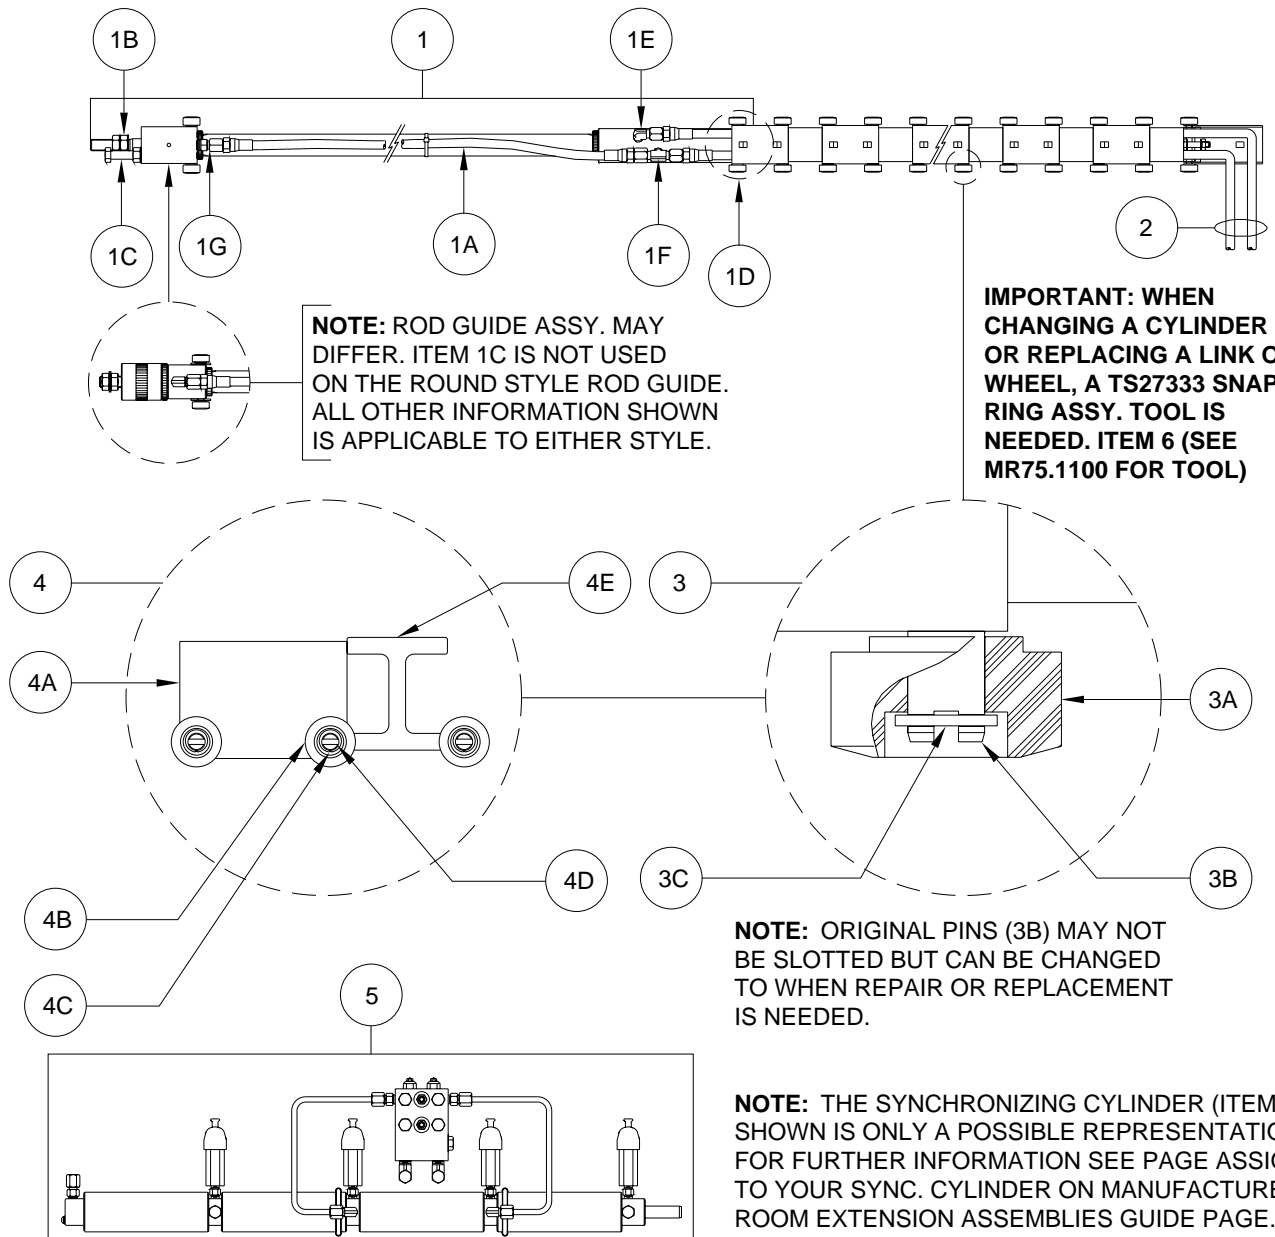 1B
1
1E
1C
1G
1A
1F
1D
2
NOTE: ROD GUIDE ASSY. MAY
DIFFER. ITEM 1C IS NOT USED
ON THE ROUND STYLE ROD GUIDE.
ALL OTHER INFORMATION SHOWN
IS APPLICABLE TO EITHER STYLE.
IMPORTANT: WHEN
CHANGING A CYLINDER
OR REPLACING A LINK
WHEEL, A TS27333 SNAP
RING ASSY. TOOL IS
NEEDED. ITEM 6 (SEE
MR75.1100 FOR TOOL)
4
4E
3
4A
3A
4B
4D
3C
3B
4C
NOTE: ORIGINAL PINS (3B) MAY NOT
BE SLOTTED BUT CAN BE CHANGED
TO WHEN REPAIR OR REPLACEMENT
IS NEEDED.
5
NOTE: THE SYNCHRONIZING CYLINDER (ITEM
SHOWN IS ONLY A POSSIBLE
FOR FURTHER INFORMATION SEE PAGE
TO YOUR SYNC. CYLINDER ON
ROOM EXTENSION ASSEMBLIES GUIDE PAGE.